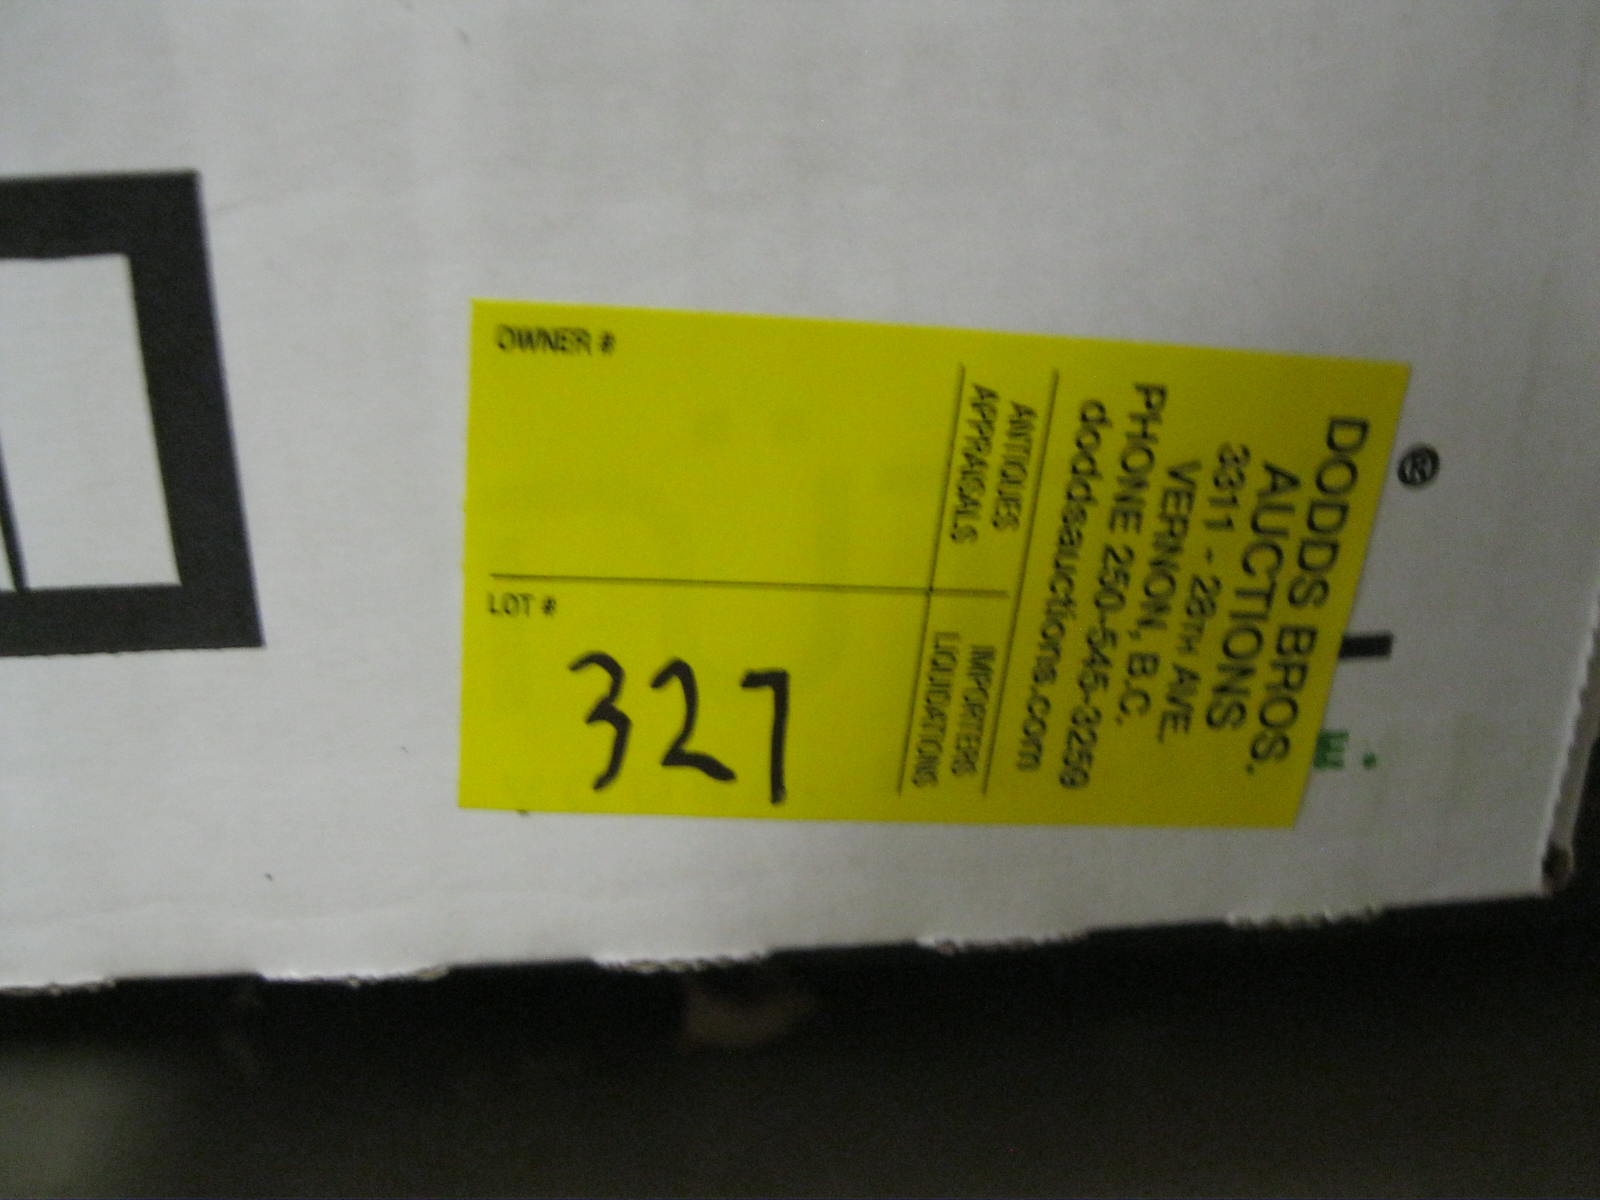 DODDS BROS.
AUCTIONS
3311 - 28TH AVE.
VERNON, B.C.
PHONE 250-545-3259
doddsauctions.com
ANTIQUES
APPRAISALS
IMPORTERS
LIQUIDATIONS
OWNER #
LOT #
327
®